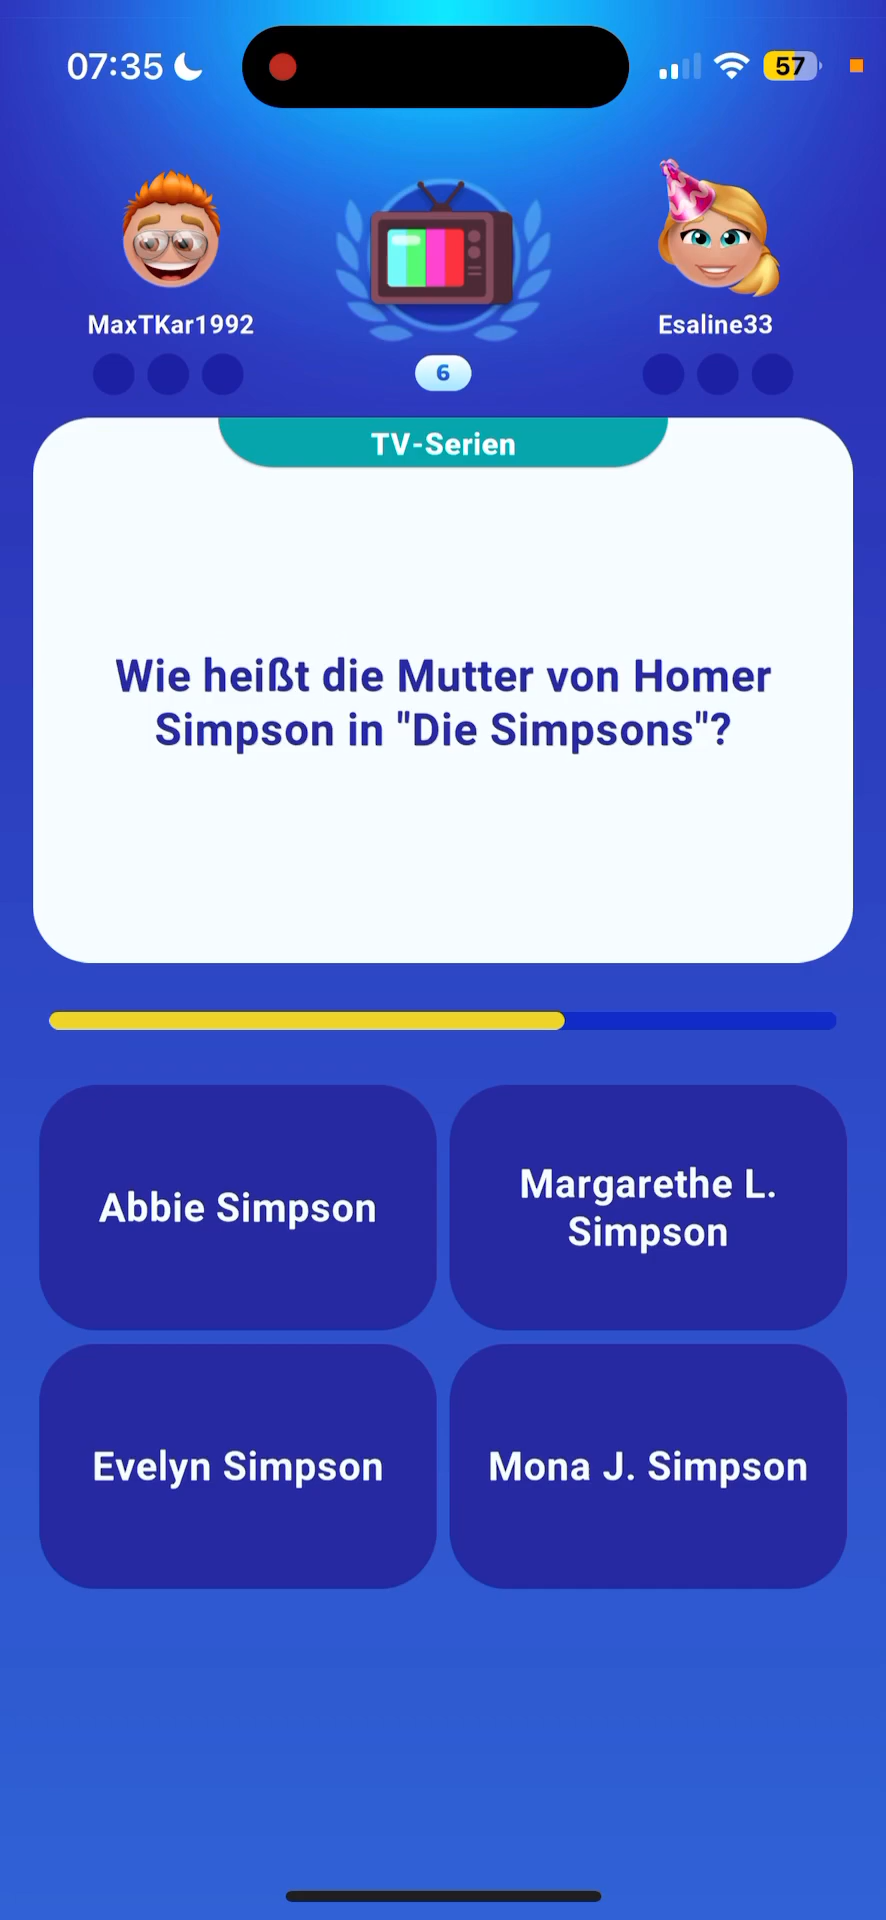 07:35
57
MaxTKar1992
Esaline33
6
TV-Serien
Wie heißt die Mutter von Homer
Simpson in "Die Simpsons"?
Abbie Simpson
Margarethe L.
Simpson
Evelyn Simpson
Mona J. Simpson